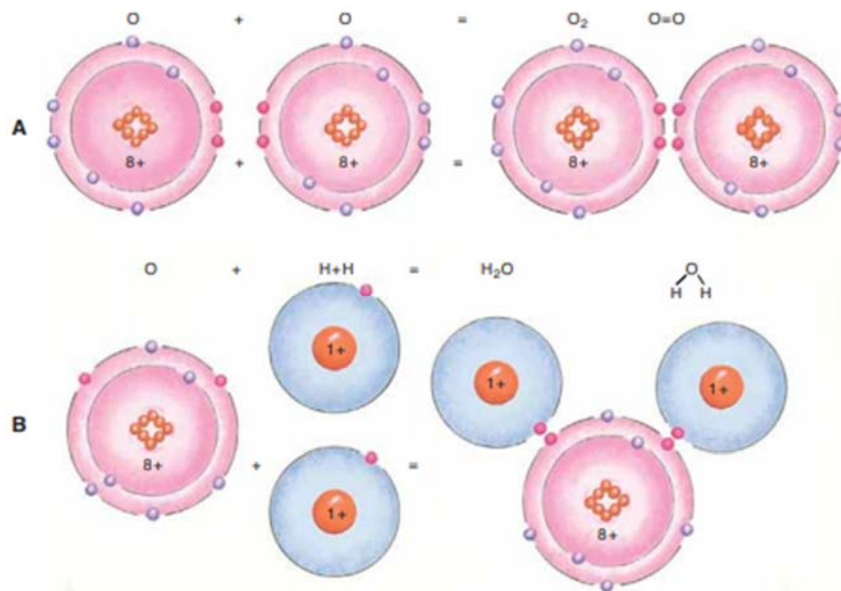 O + O = O₂ O=O
A
8+ + 8+ = 8+ 8+
O + H+H = H₂O O
H H
1+ 1+ 1+
B
8+ + =
1+ 8+